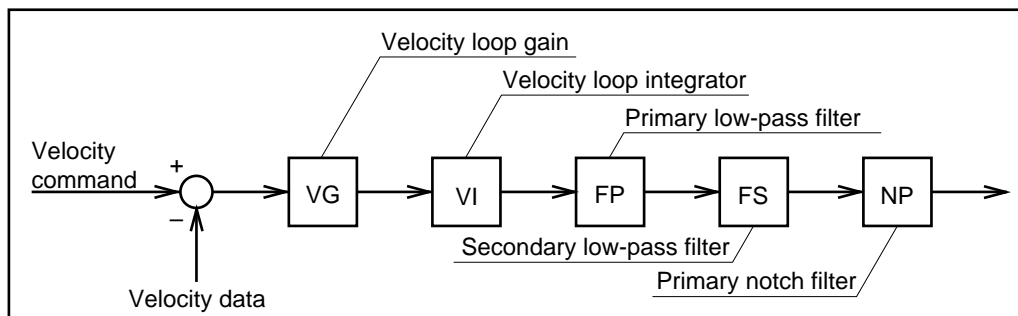 Velocity loop gain
Velocity loop integrator
Primary low-pass filter
Velocity
command
+
–
VG
VI
FP
FS
NP
Secondary low-pass filter
Primary notch filter
Velocity data